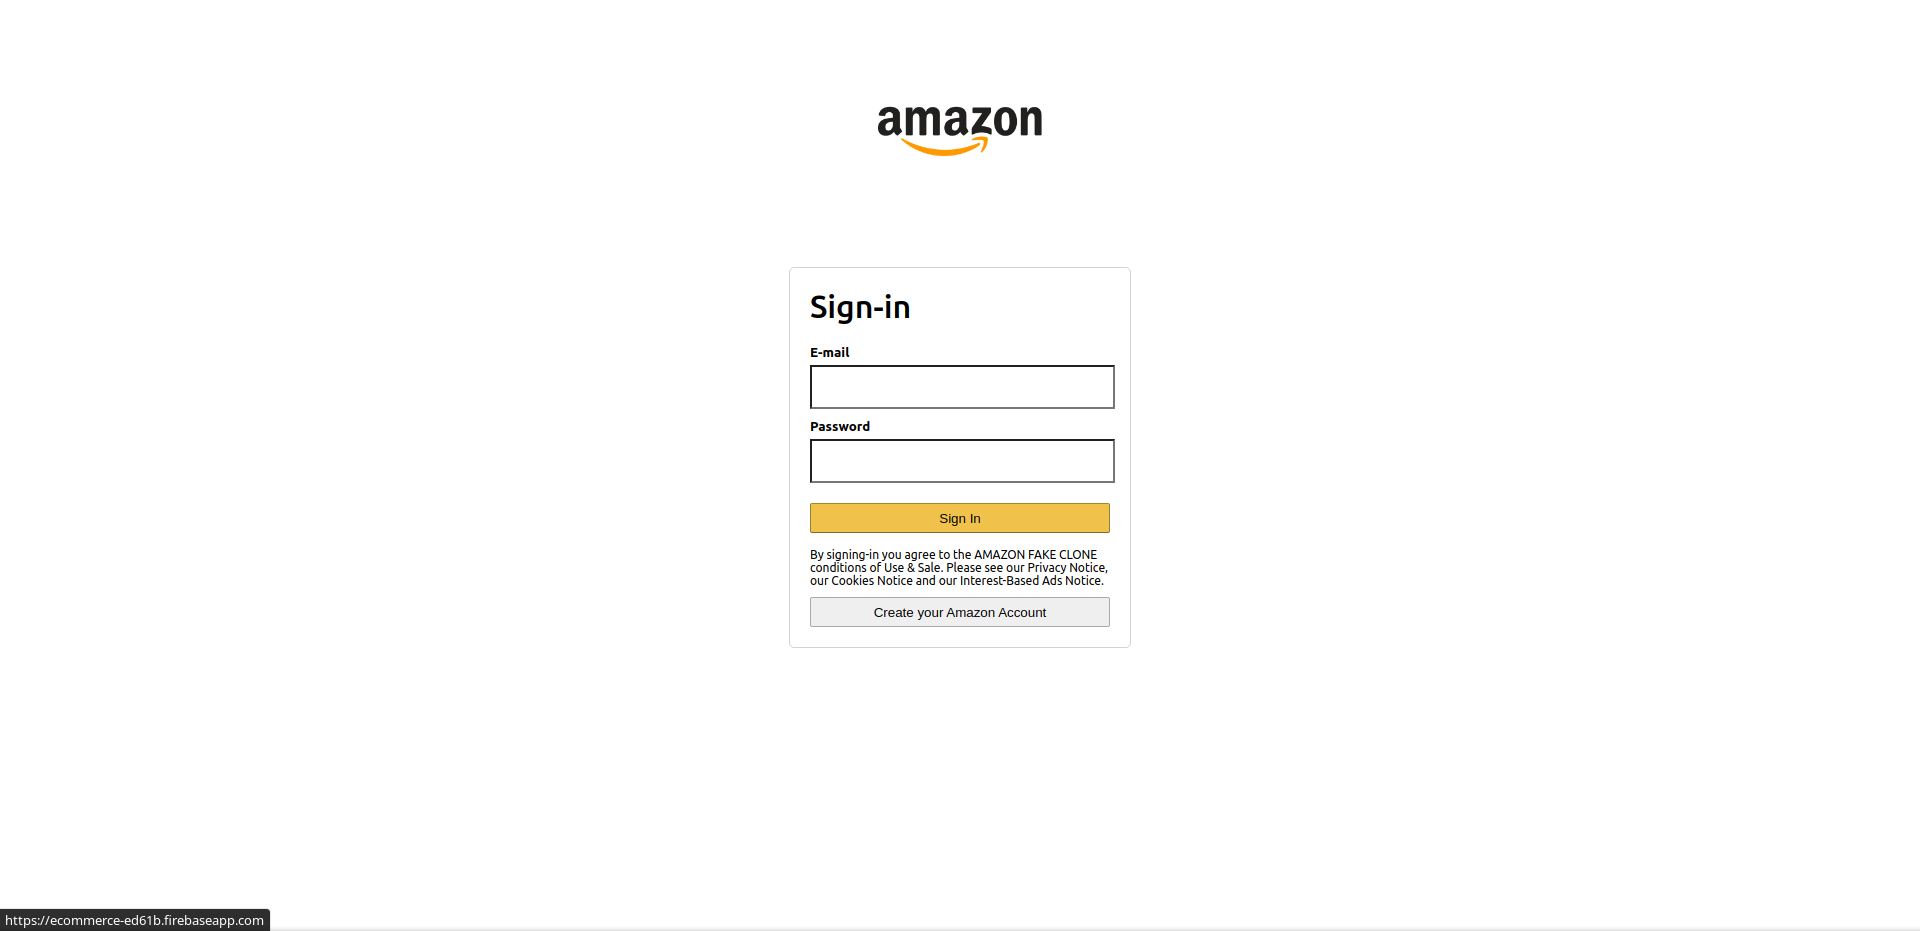 amazon
Sign-in
E-mail
Password
Sign In
By signing-in you agree to the AMAZON FAKE CLONE
conditions of Use & Sale. Please see our Privacy Notice,
our Cookies Notice and our Interest-Based Ads Notice.
Create your Amazon Account
https://ecommerce-ed61b.firebaseapp.com